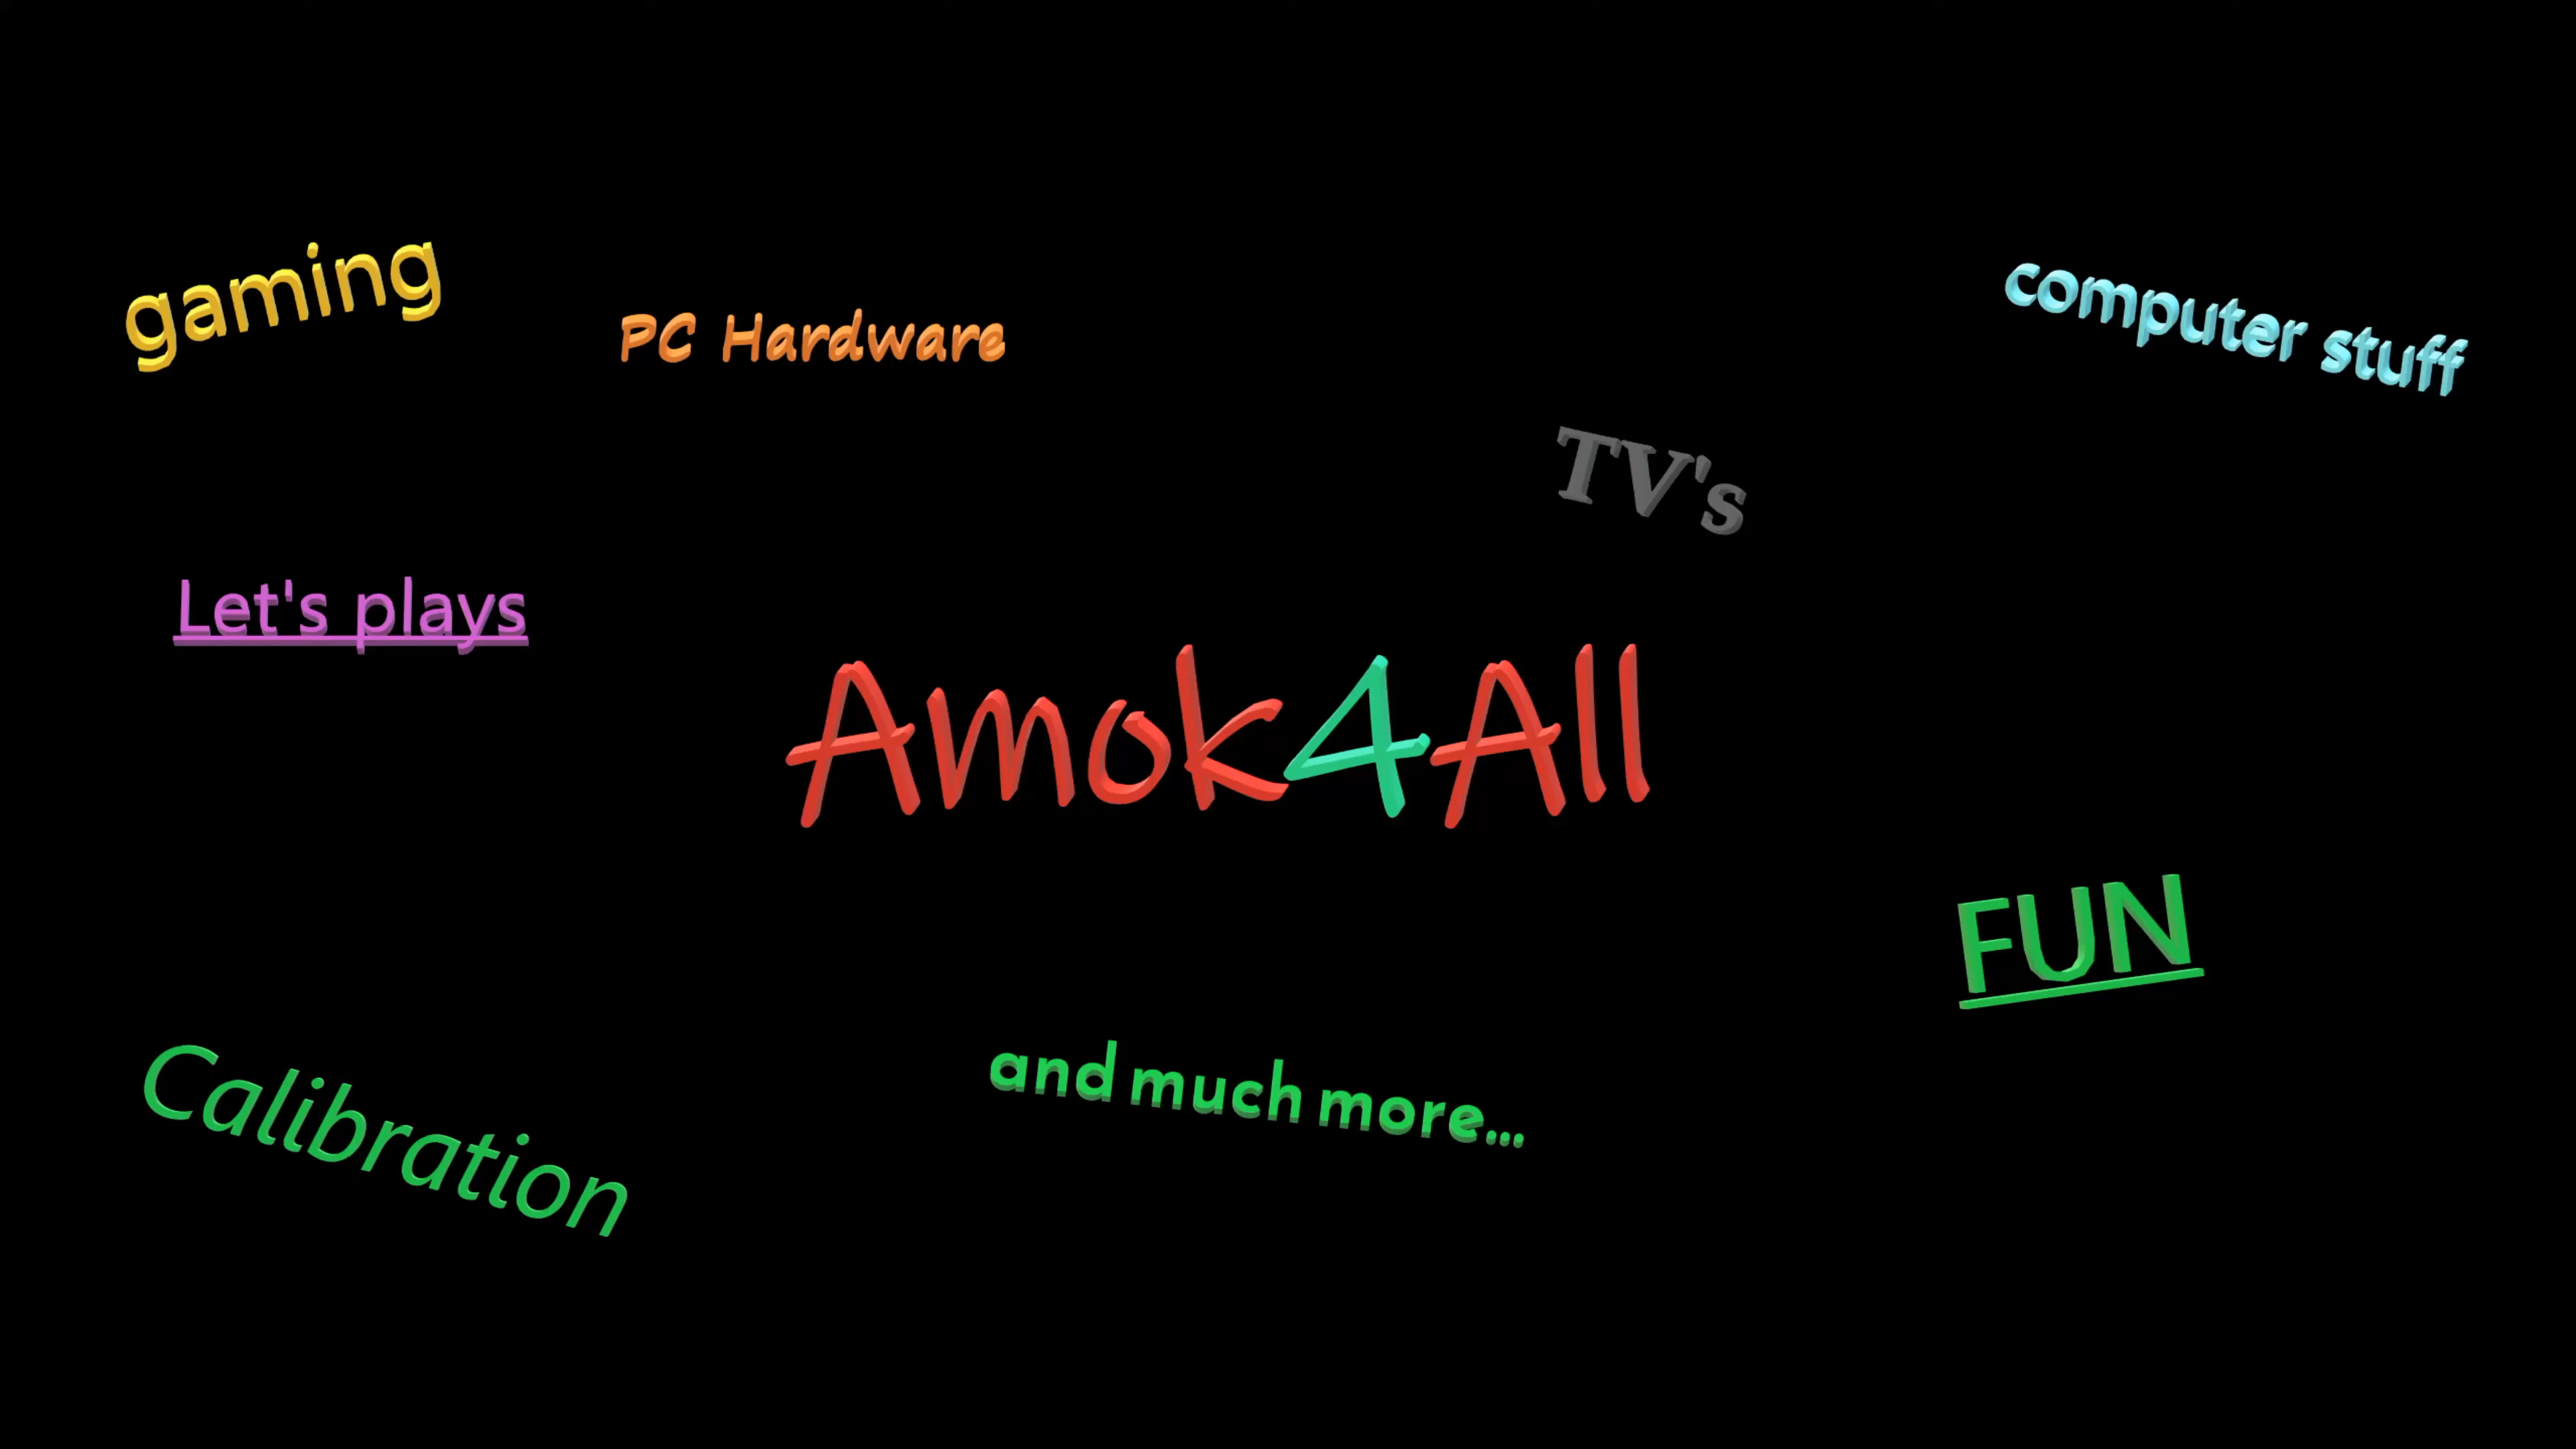 gaming
PC Hardware
computer stuff
TV's
Let's plays
Amok4All
FUN
Calibration
and much more...